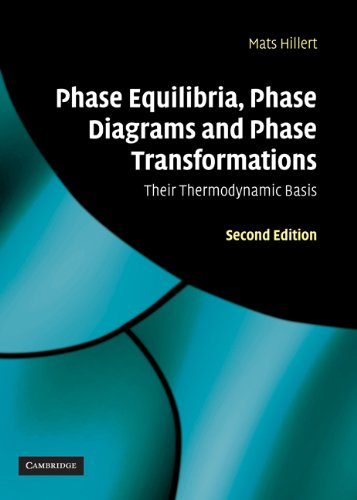 Mats Hillert
Phase Equilibria, Phase
Diagrams and Phase
Transformations
Their Thermodynamic Basis
Second Edition
CAMBRIDGE